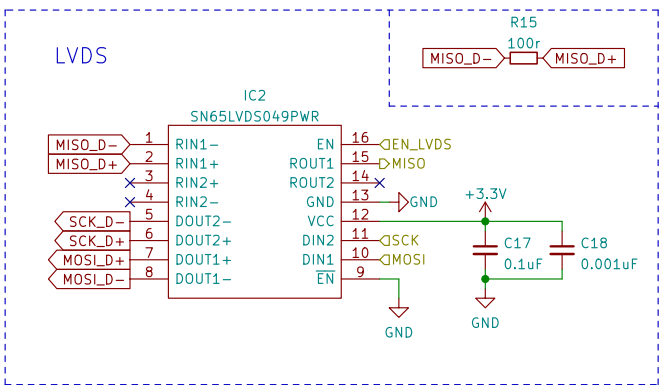 R15
100r
MISO_D- MISO_D+
LVDS
IC2
SN65LVDS049PWR
MISO_D- 1 RIN1- EN 16 EN_LVDS
MISO_D+ 2 RIN1+ ROUT1 15 MISO
3 RIN2+ ROUT2 14
4 RIN2- GND 13 GND
+3.3V
SCK_D- 5 DOUT2- VCC 12
SCK_D+ 6 DOUT2+ DIN2 11 SCK
C17 C18
MOSI_D+ 7 DOUT1+ DIN1 10 MOSI
0.1uF 0.001uF
MOSI_D- 8 DOUT1- EN 9
GND
GND